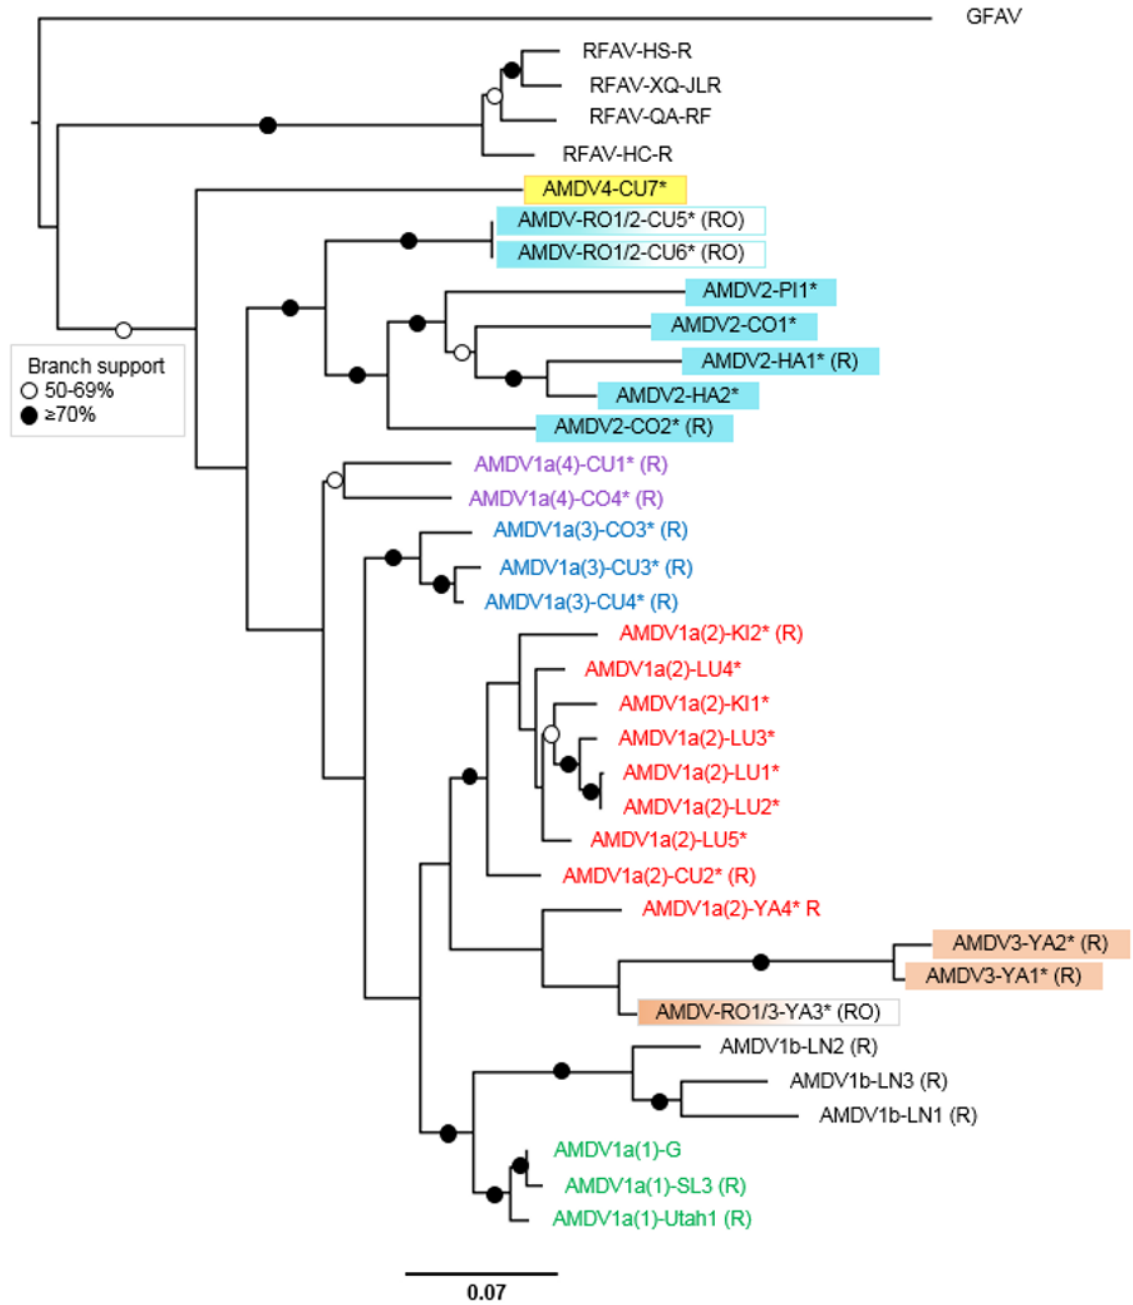 GFAV
RFAV-HS-R
RFAV-XQ-JLR
RFAV-QA-RF
RFAV-HC-R
AMDV4-CU7*
AMDV-RO1/2-CU5* (RO)
AMDV-RO1/2-CU6* (RO)
AMDV2-PI1*
AMDV2-CO1*
AMDV2-HA1* (R)
AMDV2-HA2*
AMDV2-CO2* (R)
Branch support
50-69%
≥70%
AMDV1a(4)-CU1* (R)
AMDV1a(4)-CO4* (R)
AMDV1a(3)-CO3* (R)
AMDV1a(3)-CU3* (R)
AMDV1a(3)-CU4* (R)
AMDV1a(2)-KI2* (R)
AMDV1a(2)-LU4*
AMDV1a(2)-KI1*
AMDV1a(2)-LU3*
AMDV1a(2)-LU1*
AMDV1a(2)-LU2*
AMDV1a(2)-LU5*
AMDV1a(2)-CU2* (R)
AMDV1a(2)-YA4* R
AMDV3-YA2* (R)
AMDV3-YA1* (R)
AMDV-RO1/3-YA3* (RO)
AMDV1b-LN2 (R)
AMDV1b-LN3 (R)
AMDV1b-LN1 (R)
AMDV1a(1)-G
AMDV1a(1)-SL3 (R)
AMDV1a(1)-Utah1 (R)
0.07